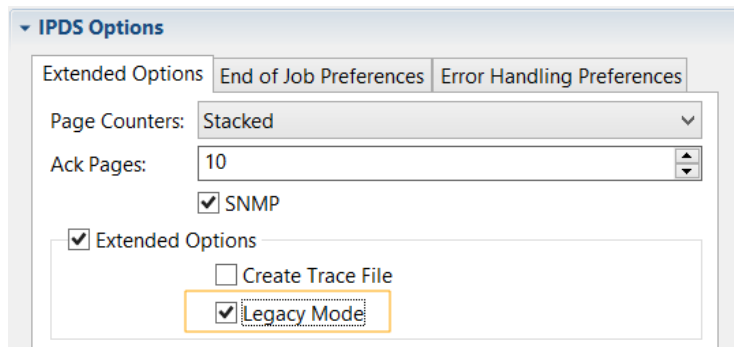 IPDS Options
Extended Options End of Job Preferences Error Handling Preferences
Page Counters: Stacked
Ack Pages: 10
SNMP
Extended Options
Create Trace File
Legacy Mode